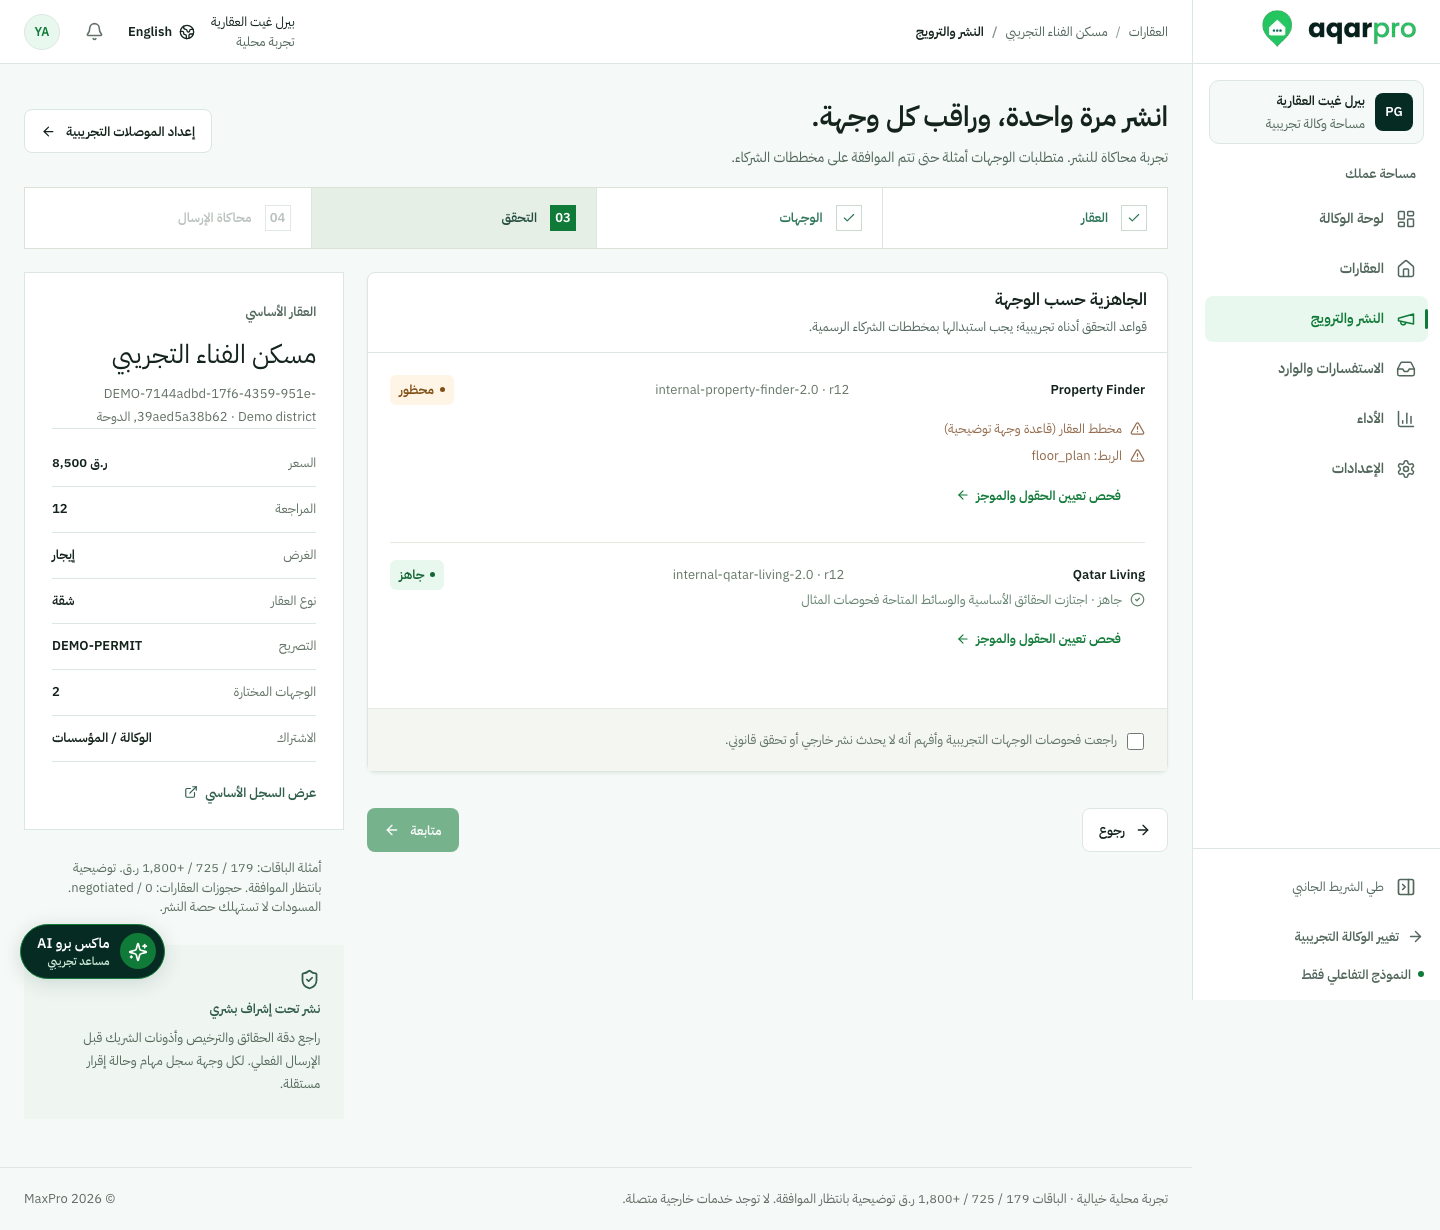 aqarpro
العقارات / مسكن الفناء التجريبي / النشر والترويج
بيرل غيت العقارية
تجربة محلية
English
YA
PG
بيرل غيت العقارية
مساحة وكالة تجريبية
مساحة عملك
لوحة الوكالة
العقارات
النشر والترويج
الاستفسارات والوارد
الأداء
الإعدادات
طي الشريط الجانبي
تغيير الوكالة التجريبية
النموذج التفاعلي فقط
انشر مرة واحدة، وراقب كل وجهة.
تجربة محاكاة للنشر. متطلبات الوجهات أمثلة حتى تتم الموافقة على مخططات الشركاء.
إعداد الموصلات التجريبية
العقار
الوجهات
03 التحقق
04 محاكاة الإرسال
الجاهزية حسب الوجهة
قواعد التحقق أدناه تجريبية؛ يجب استبدالها بمخططات الشركاء الرسمية.
Property Finder
internal-property-finder-2.0 · r12
محظور
مخطط العقار (قاعدة وجهة توضيحية)
الربط: floor_plan
فحص تعيين الحقول والموجز
Qatar Living
internal-qatar-living-2.0 · r12
جاهز
جاهز · اجتازت الحقائق الأساسية والوسائط المتاحة فحوصات المثال
فحص تعيين الحقول والموجز
راجعت فحوصات الوجهات التجريبية وأفهم أنه لا يحدث نشر خارجي أو تحقق قانوني.
رجوع
متابعة
العقار الأساسي
مسكن الفناء التجريبي
DEMO-7144adbd-17f6-4359-951e-
39aed5a38b62 · Demo district, الدوحة
السعر
8,500 ر.ق
المراجعة
12
الغرض
إيجار
نوع العقار
شقة
التصريح
DEMO-PERMIT
الوجهات المختارة
2
الاشتراك
الوكالة / المؤسسات
عرض السجل الأساسي
أمثلة الباقات: 179 / 725 / +1,800 ر.ق. توضيحية
بانتظار الموافقة. حجوزات العقارات: 0 / negotiated.
المسودات لا تستهلك حصة النشر.
ماكس برو AI
مساعد تجريبي
نشر تحت إشراف بشري
راجع دقة الحقائق والترخيص وأذونات الشريك قبل
الإرسال الفعلي. لكل وجهة سجل مهام وحالة إقرار
مستقلة.
تجربة محلية خيالية · الباقات 179 / 725 / +1,800 ر.ق توضيحية بانتظار الموافقة. لا توجد خدمات خارجية متصلة.
© 2026 MaxPro